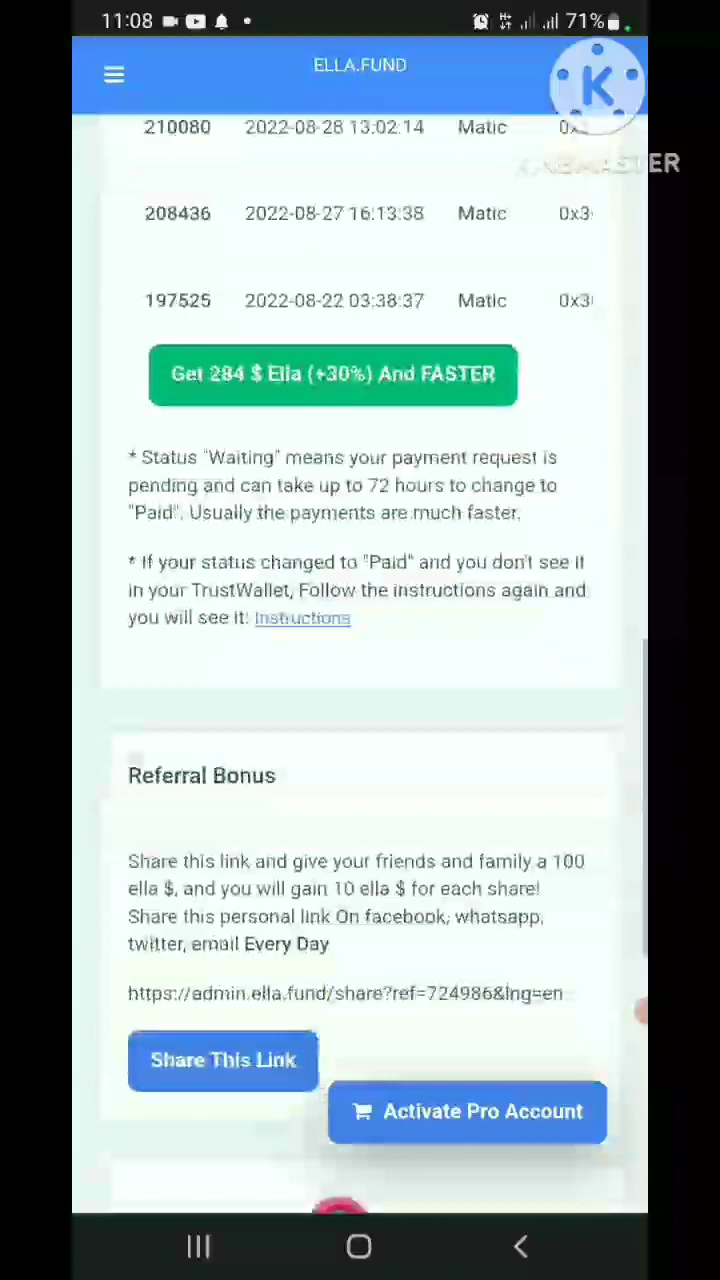 11:08
71%
ELLA.FUND
K
210080 2022-08-28 13:02:14 Matic
208436 2022-08-27 16:13:38 Matic 0x3
197525 2022-08-22 03:38:37 Matic 0x3
Get 284 $ Ella (+30%) And FASTER
* Status "Waiting" means your payment request is
pending and can take up to 72 hours to change to
"Paid". Usually the payments are much faster.
* If your status changed to "Paid" and you don't see it
in your TrustWallet, Follow the instructions again and
you will see it: Instructions
Referral Bonus
Share this link and give your friends and family a 100
ella $, and you will gain 10 ella $ for each share!
Share this personal link On facebook, whatsapp,
twitter, email Every Day
https://admin.ella.fund/share?ref=724986&lng=en
Share This Link
Activate Pro Account